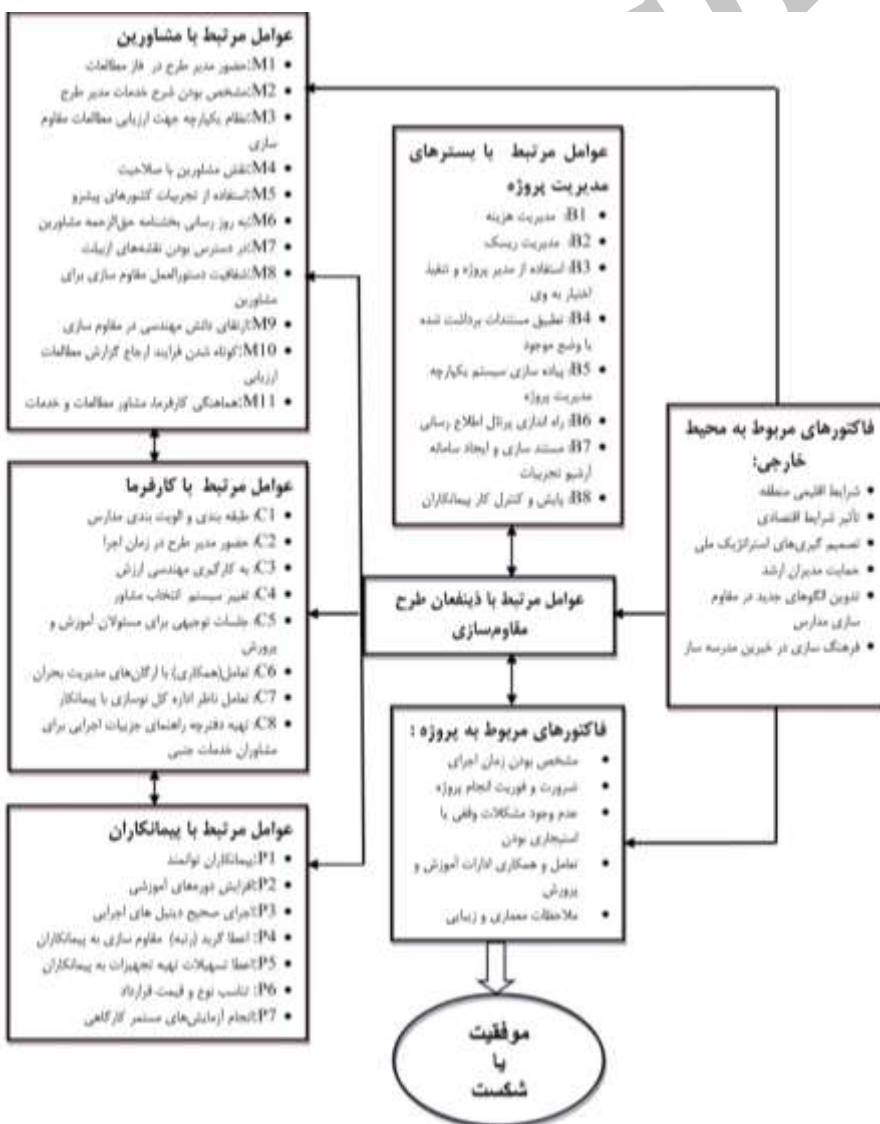 عوامل مرتبط با مشاورین
• M1:حضور مدیر طرح در فاز مطالعات
• M2:مشخص بودن شرح خدمات مدیر طرح
• M3:نظام یکپارچه جهت ارزیابی مطالعات مقاوم
سازی
• M4:نقش مشاورین با صلاحیت
• M5:استفاده از تجربیات کشورهای پیشرو
• M6:به روز رسانی بخشنامه حق‌الزحمه مشاورین
• M7:در دسترس بودن نقشه‌های ازبیلت
• M8:شفافیت دستورالعمل مقاوم سازی برای
مشاورین
• M9:ارتقای دانش مهندسی در مقاوم سازی
• M10:کوتاه شدن فرایند ارجاع گزارش مطالعات
ارزیابی
• M11:هماهنگی کارفرما، مشاور مطالعات و خدمات
عوامل مرتبط با بسترهای
مدیریت پروژه
• B1: مدیریت هزینه
• B2: مدیریت ریسک
• B3: استفاده از مدیر پروژه و تنفیذ
اختیار به وی
• B4: تطبیق مستندات برداشت شده
با وضع موجود
• B5: پیاده سازی سیستم یکپارچه
مدیریت پروژه
• B6: راه اندازی پرتال اطلاع رسانی
• B7: مستند سازی و ایجاد سامانه
آرشیو تجربیات
• B8: پایش و کنترل کار پیمانکاران
فاکتورهای مربوط به محیط
خارجی:
• شرایط اقلیمی منطقه
• تأثیر شرایط اقتصادی
• تصمیم گیری‌های استراتژیک ملی
• حمایت مدیران ارشد
• تدوین الگوهای جدید در مقاوم
سازی مدارس
• فرهنگ سازی در خیرین مدرسه ساز
عوامل مرتبط با کارفرما
• C1: طبقه بندی و الویت بندی مدارس
• C2: حضور مدیر طرح در زمان اجرا
• C3: به کارگیری مهندسی ارزش
• C4: تغییر سیستم انتخاب مشاور
• C5: جلسات توجیهی برای مسئولان آموزش و
پرورش
• C6: تعامل(همکاری) با ارگان‌های مدیریت بحران
• C7: تعامل ناظر اداره کل نوسازی با پیمانکار
• C8: تهیه دفترچه راهنمای جزییات اجرایی برای
مشاوران خدمات جنبی
عوامل مرتبط با ذینفعان طرح
مقاوم‌سازی
فاکتورهای مربوط به پروژه :
• مشخص بودن زمان اجرای
• ضرورت و فوریت انجام پروژه
• عدم وجود مشکلات وقفی یا
استیجاری بودن
• تعامل و همکاری ادارات آموزش و
پرورش
• ملاحظات معماری و زیبایی
عوامل مرتبط با پیمانکاران
• P1:پیمانکاران توانمند
• P2:افزایش دوره‌های آموزشی
• P3:اجرای صحیح دیتیل های اجرایی
• P4: اعطا گرید (رتبه) مقاوم سازی به پیمانکاران
• P5:اعطا تسهیلات تهیه تجهیزات به پیمانکاران
• P6: تناسب نوع و قیمت قرارداد
• P7:انجام آزمایش‌های مستمر کارگاهی
موفقیت
یا
شکست